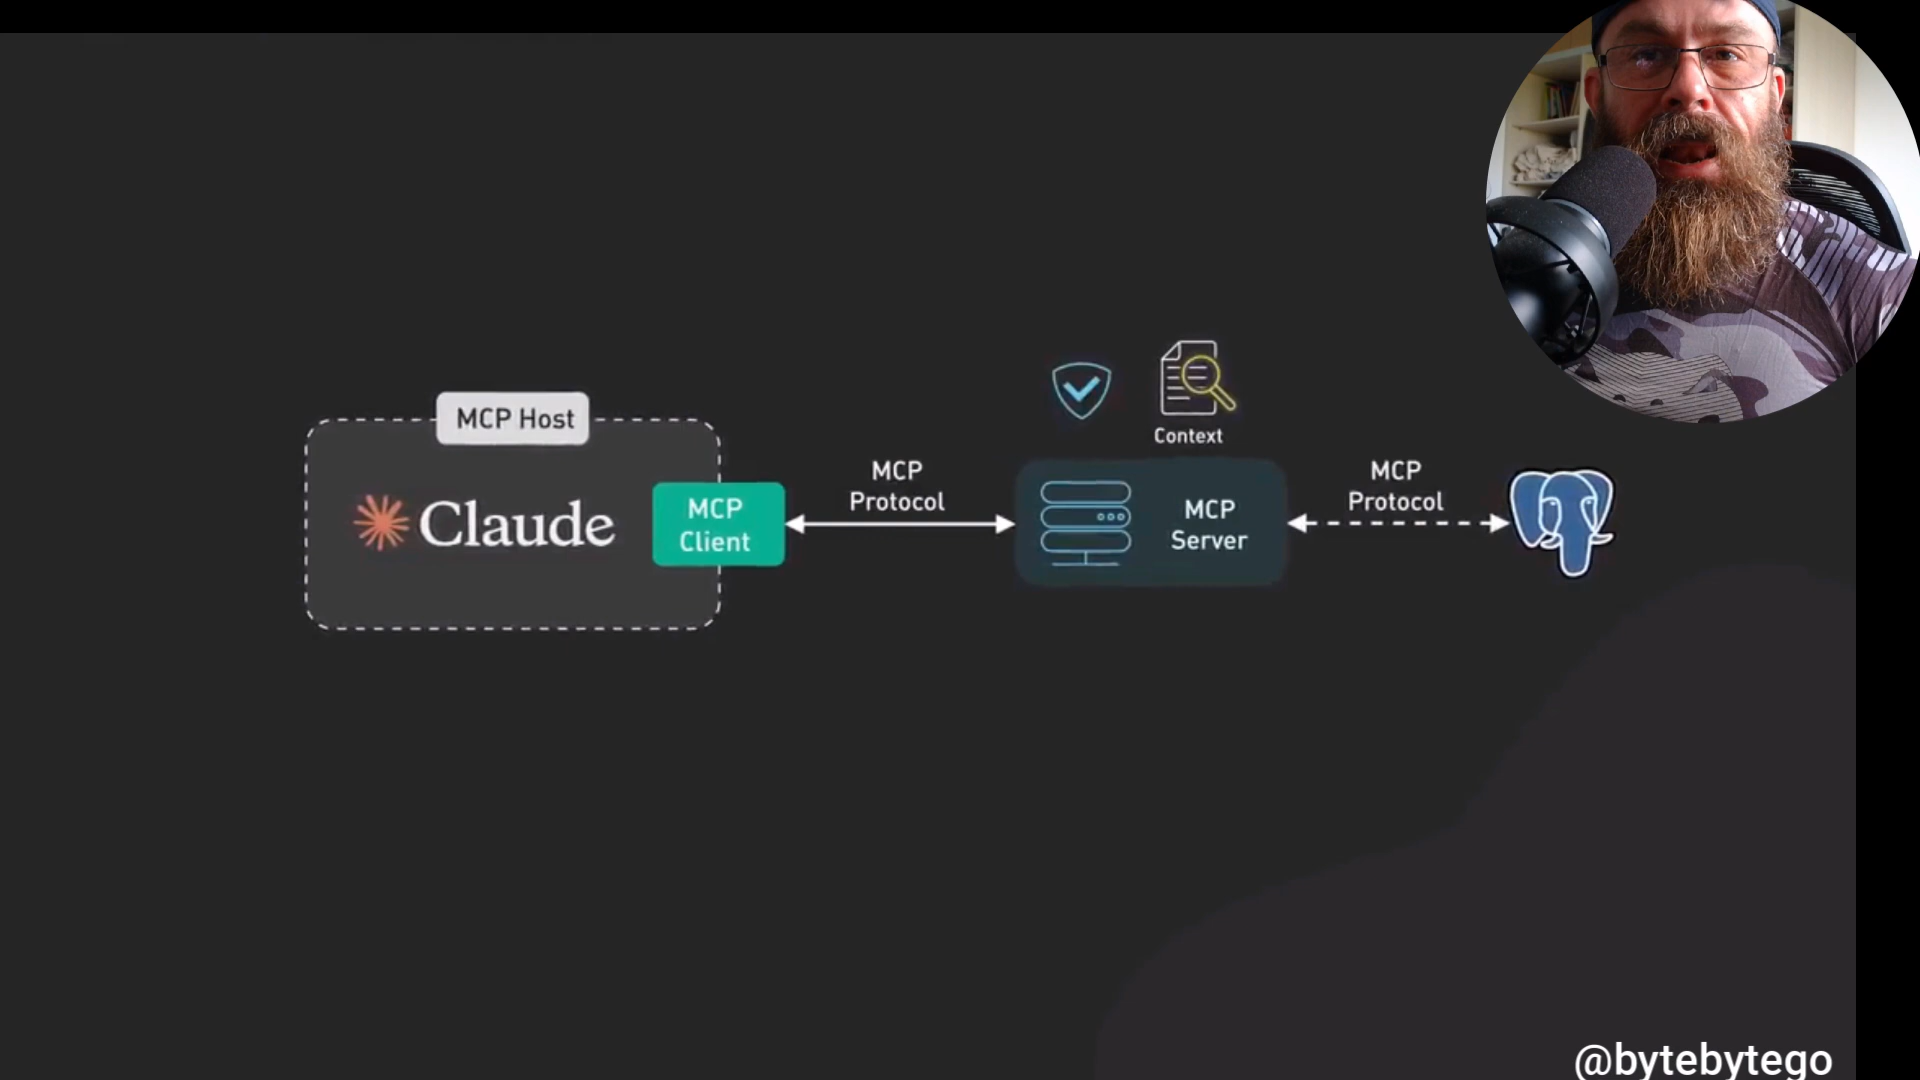 MCP Host
Claude
MCP
Client
MCP
Protocol
Context
MCP
Server
MCP
Protocol
@bytebytego